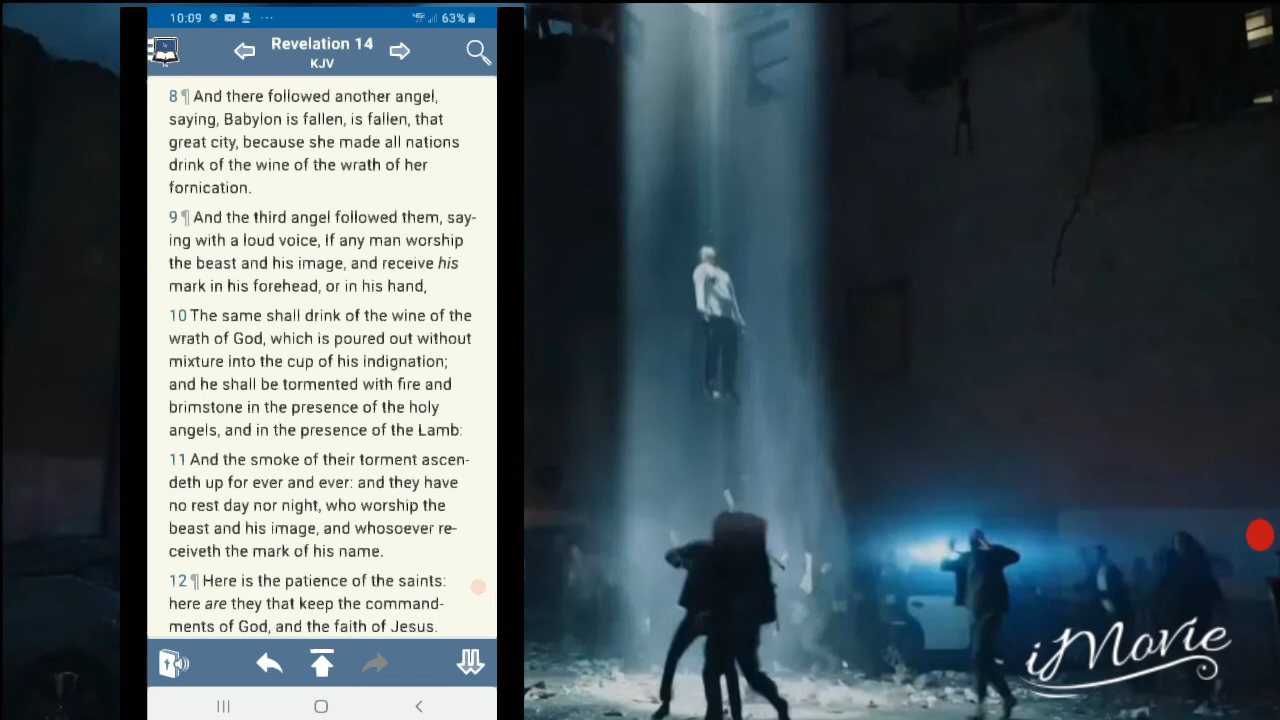 10:09 ... 4G 63%
Revelation 14
KJV
8 ¶ And there followed another angel,
saying, Babylon is fallen, is fallen, that
great city, because she made all nations
drink of the wine of the wrath of her
fornication.
9 ¶ And the third angel followed them, say-
ing with a loud voice, If any man worship
the beast and his image, and receive his
mark in his forehead, or in his hand,
10 The same shall drink of the wine of the
wrath of God, which is poured out without
mixture into the cup of his indignation;
and he shall be tormented with fire and
brimstone in the presence of the holy
angels, and in the presence of the Lamb:
11 And the smoke of their torment ascen-
deth up for ever and ever: and they have
no rest day nor night, who worship the
beast and his image, and whosoever re-
ceiveth the mark of his name.
12 ¶ Here is the patience of the saints:
here are they that keep the command-
ments of God, and the faith of Jesus.
iMovie